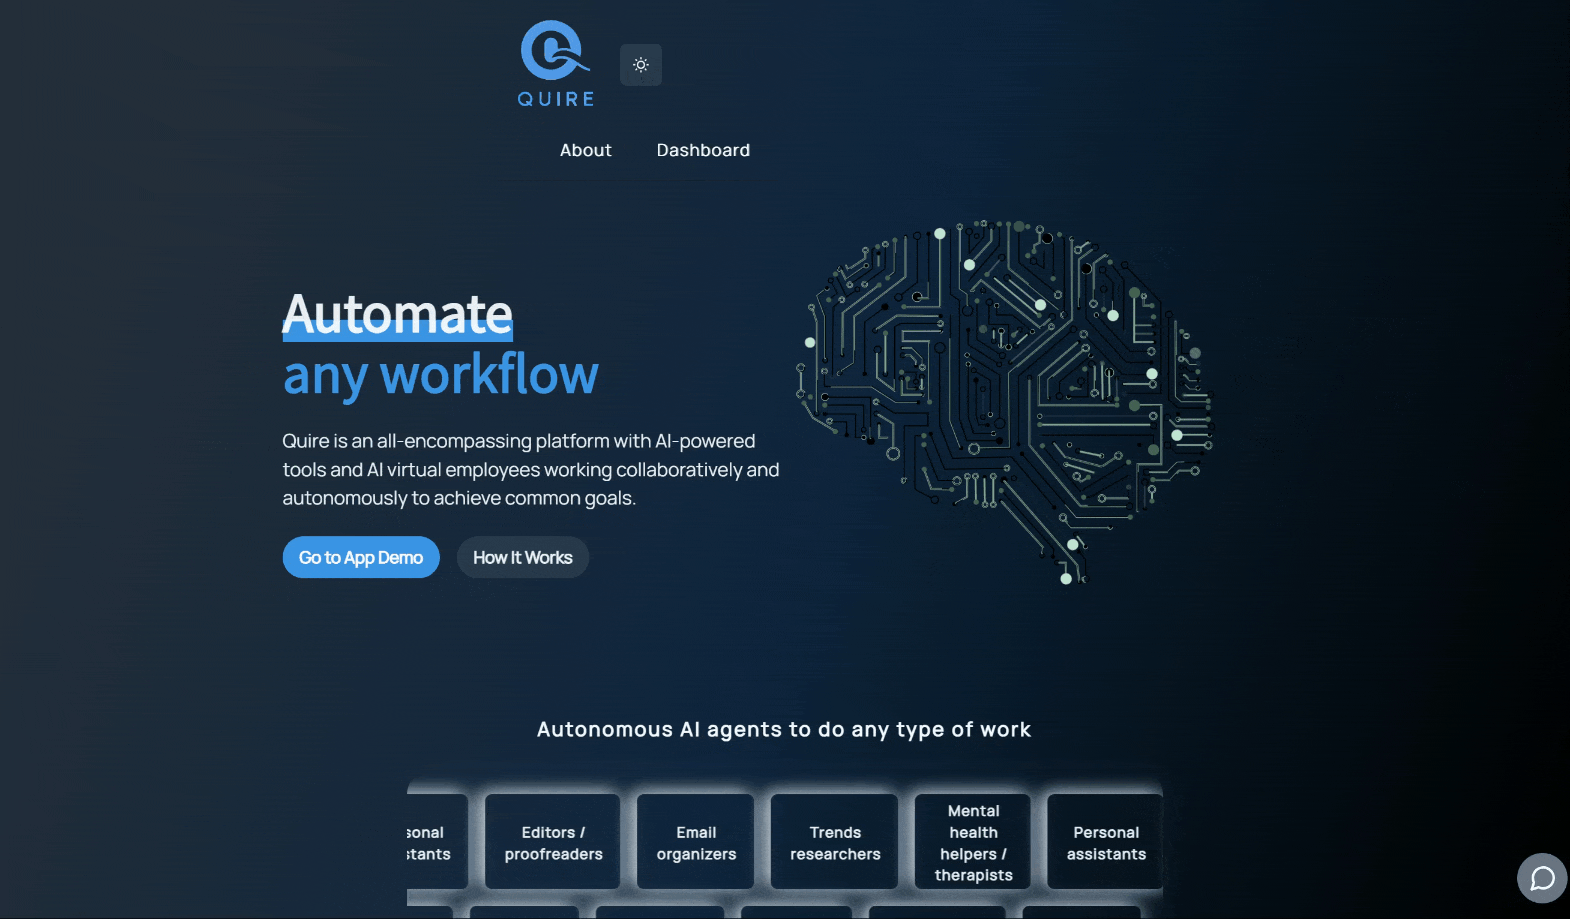 QUIRE
About Dashboard
Automate
any workflow
Quire is an all-encompassing platform with AI-powered
tools and AI virtual employees working collaboratively and
autonomously to achieve common goals.
Go to App Demo How It Works
Autonomous AI agents to do any type of work
sonal
stants
Editors /
proofreaders
Email
organizers
Trends
researchers
Mental
health
helpers /
therapists
Personal
assistants